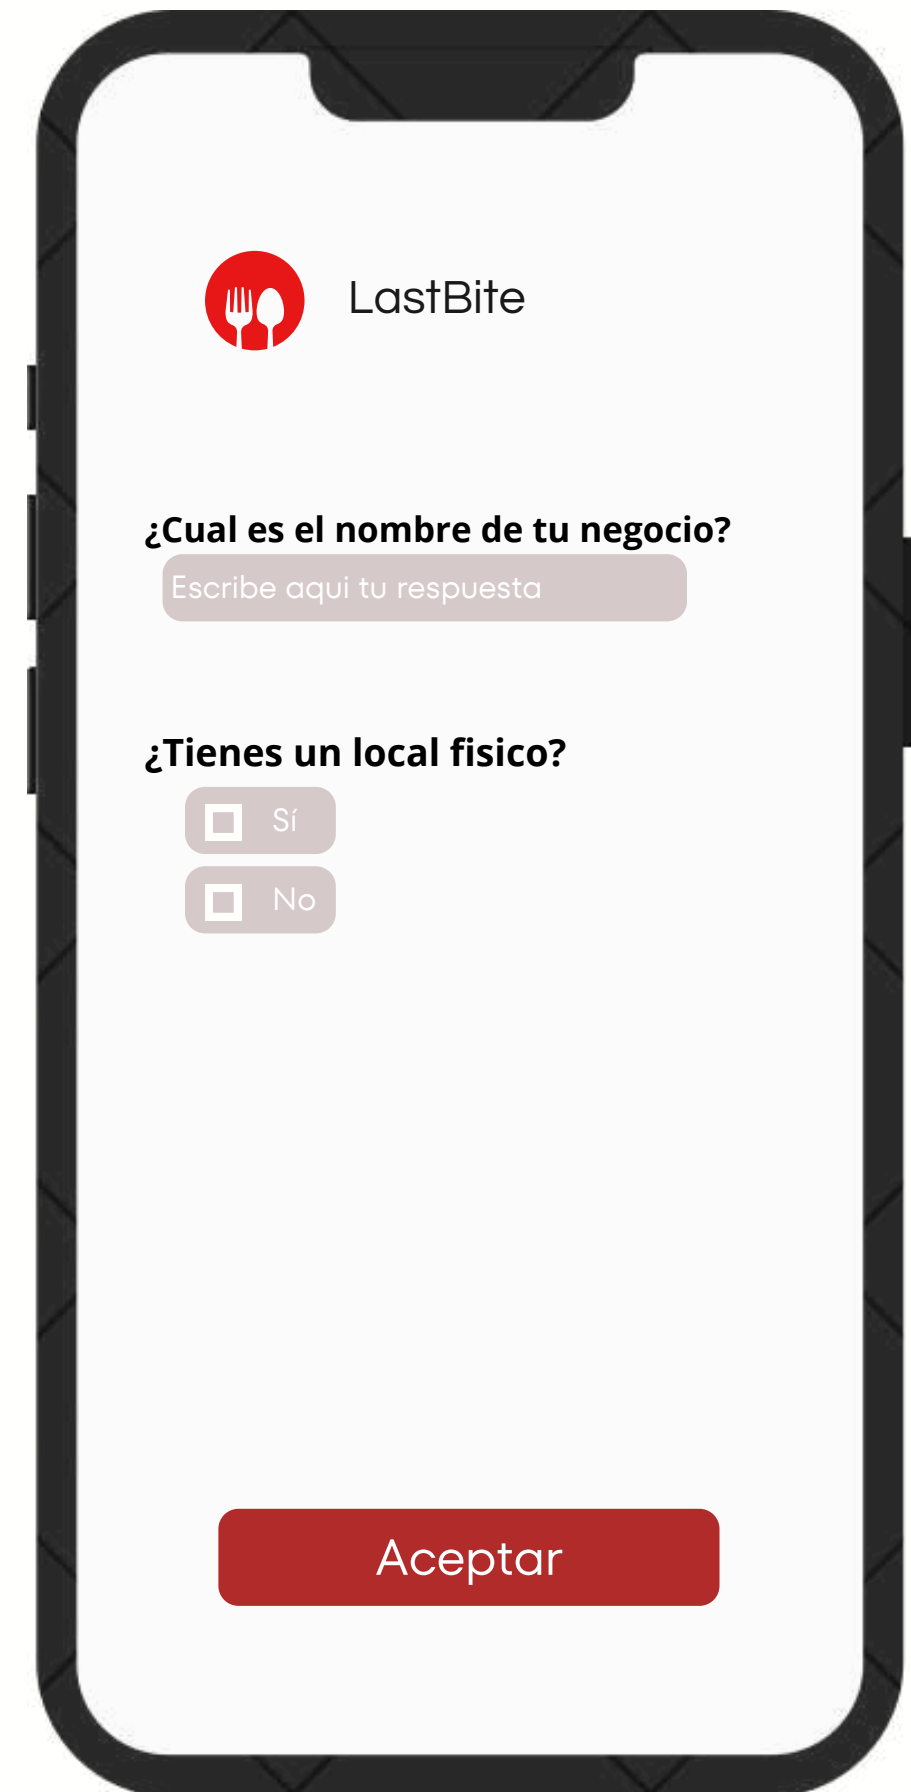 LastBite
¿Cual es el nombre de tu negocio?
Escribe aqui tu respuesta
¿Tienes un local fisico?
Sí
No
Aceptar